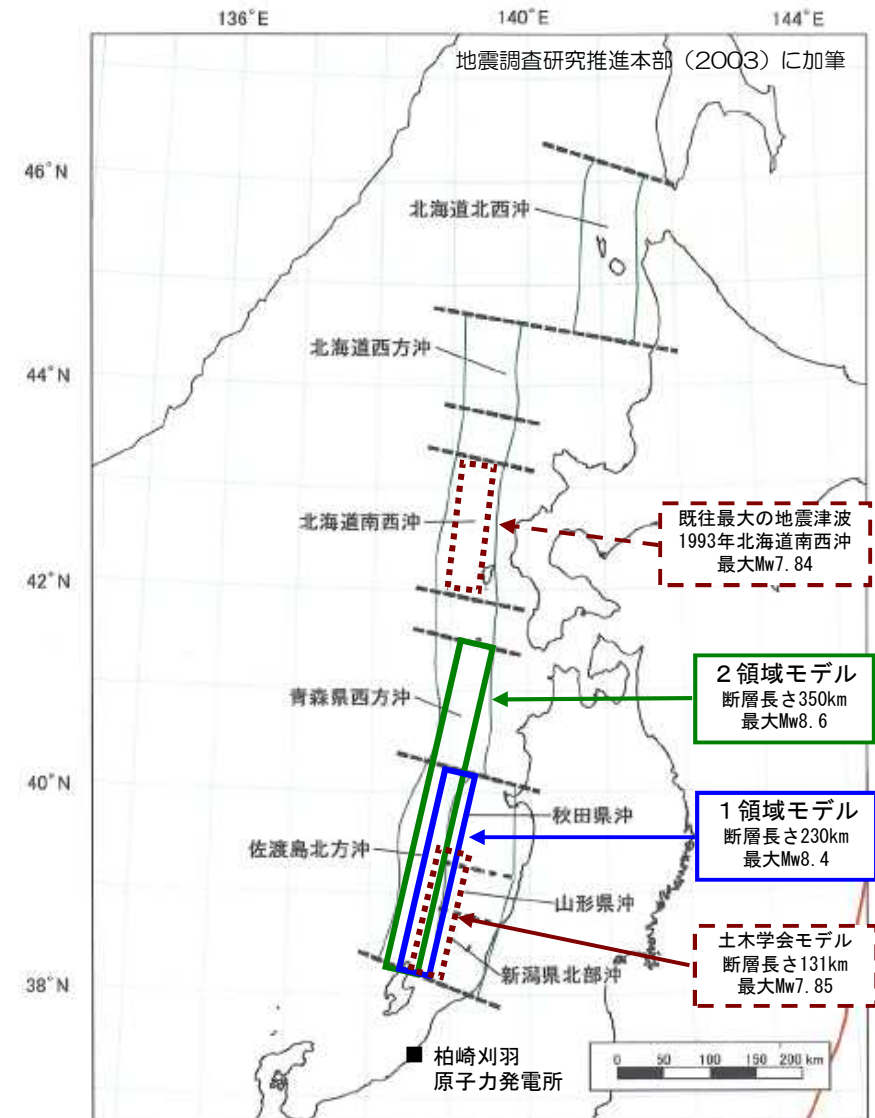 136°E
140°E
144°E
地震調査研究推進本部（2003）に加筆
46°N
北海道北西沖
北海道西方沖
44°N
北海道南西沖
既往最大の地震津波
1993年北海道南西沖
最大Mw7.84
42°N
２領域モデル
断層長さ350km
最大Mw8.6
青森県西方沖
40°N
１領域モデル
断層長さ230km
最大Mw8.4
秋田県沖
佐渡島北方沖
山形県沖
土木学会モデル
断層長さ131km
最大Mw7.85
新潟県北部沖
38°N
柏崎刈羽
原子力発電所
0 50 100 150 200 km